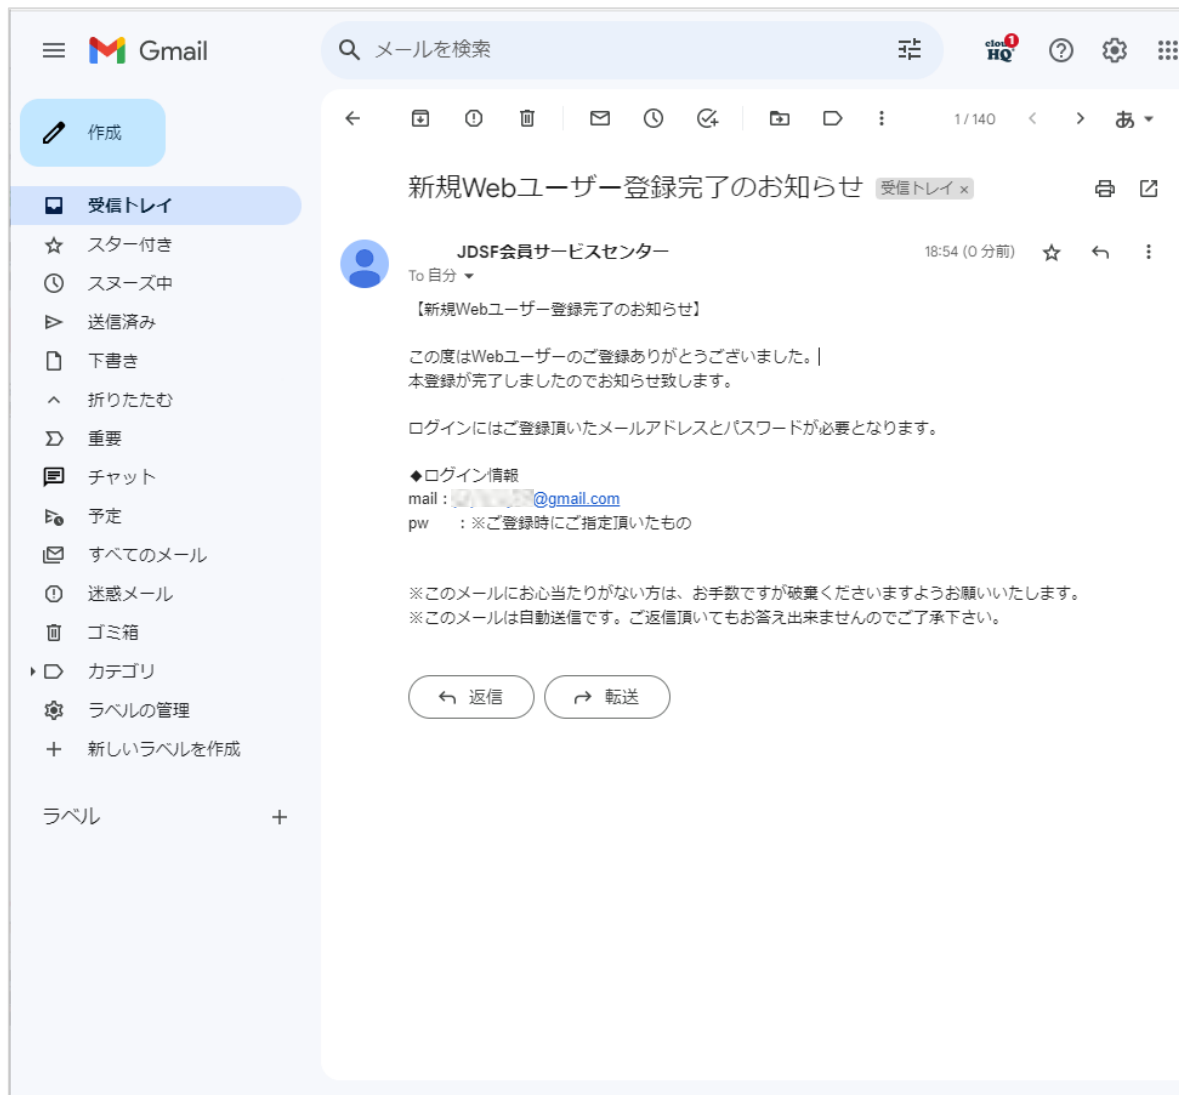 Gmail
メールを検索
cloud HQ 1
作成
1 / 140
あ
受信トレイ
スター付き
スヌーズ中
送信済み
下書き
折りたたむ
重要
チャット
予定
すべてのメール
迷惑メール
ゴミ箱
カテゴリ
ラベルの管理
新しいラベルを作成
ラベル
新規Webユーザー登録完了のお知らせ 受信トレイ ×
JDSF会員サービスセンター 18:54 (0 分前)
To 自分
【新規Webユーザー登録完了のお知らせ】
この度はWebユーザーのご登録ありがとうございました。
本登録が完了しましたのでお知らせ致します。
ログインにはご登録頂いたメールアドレスとパスワードが必要となります。
◆ログイン情報
mail : @gmail.com
pw : ※ご登録時にご指定頂いたもの
※このメールにお心当たりがない方は、お手数ですが破棄くださいますようお願いいたします。
※このメールは自動送信です。ご返信頂いてもお答え出来ませんのでご了承下さい。
返信 転送